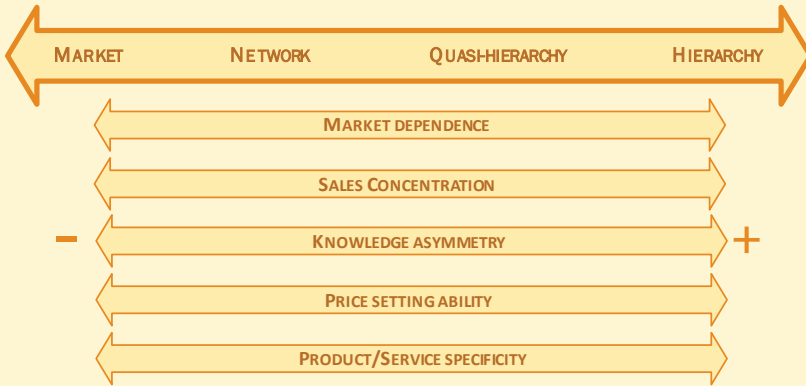 MARKET NETWORK QUASI-HIERARCHY HIERARCHY
MARKET DEPENDENCE
SALES CONCENTRATION
- KNOWLEDGE ASYMMETRY +
PRICE SETTING ABILITY
PRODUCT/SERVICE SPECIFICITY